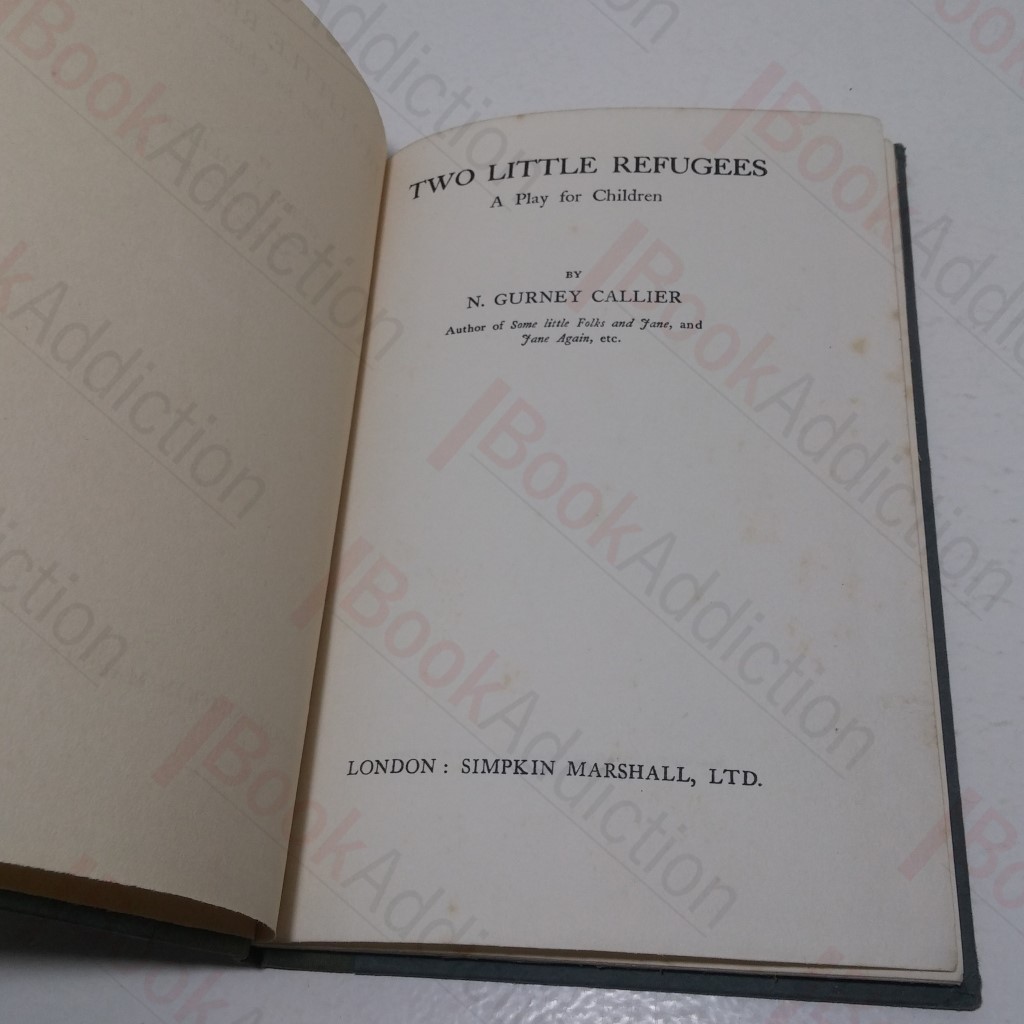 TWO LITTLE REFUGEES
A Play for Children
BY
N. GURNEY CALLIER
Author of Some little Folks and Jane, and
Jane Again, etc.
LONDON : SIMPKIN MARSHALL, LTD.
BookAddiction